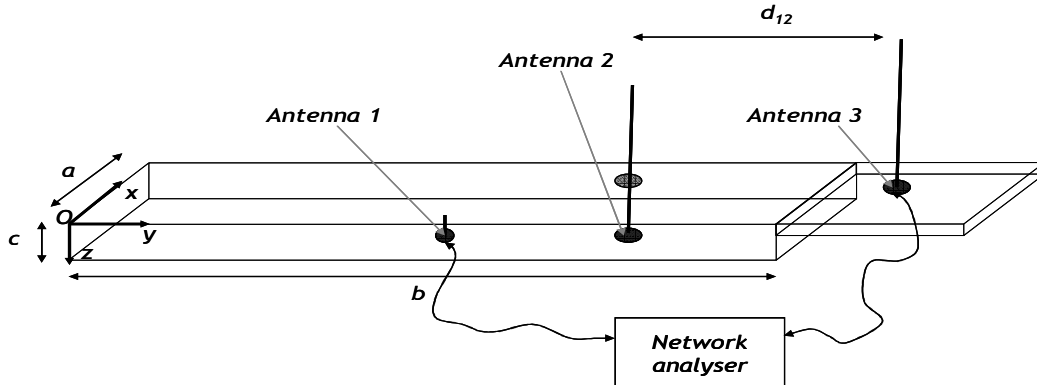 d12
Antenna 2
Antenna 1
Antenna 3
a
x
O
y
c
z
b
Network
analyser